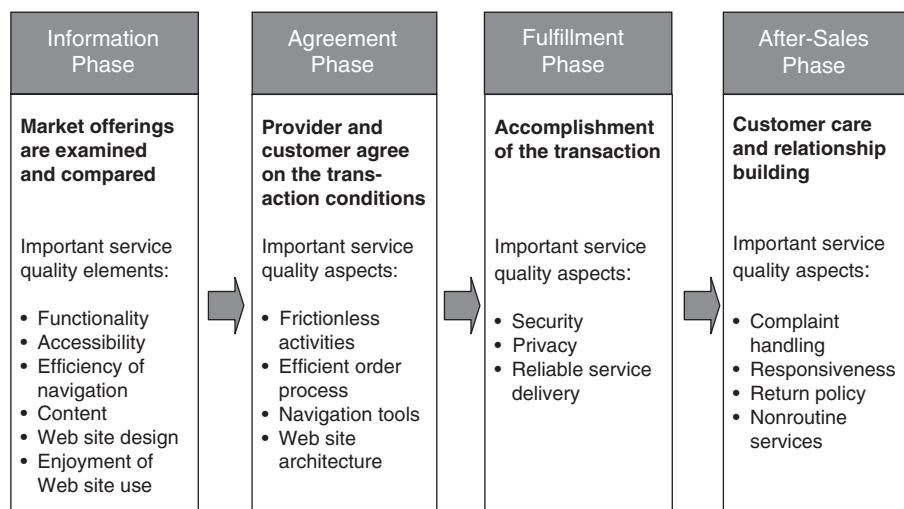 Information
Phase
Market offerings
are examined
and compared
Important service
quality elements:
• Functionality
• Accessibility
• Efficiency of
navigation
• Content
• Web site design
• Enjoyment of
Web site use
Agreement
Phase
Provider and
customer agree
on the trans-
action conditions
Important service
quality aspects:
• Frictionless
activities
• Efficient order
process
• Navigation tools
• Web site
architecture
Fulfillment
Phase
Accomplishment
of the transaction
Important service
quality aspects:
• Security
• Privacy
• Reliable service
delivery
After-Sales
Phase
Customer care
and relationship
building
Important service
quality aspects:
• Complaint
handling
• Responsiveness
• Return policy
• Nonroutine
services